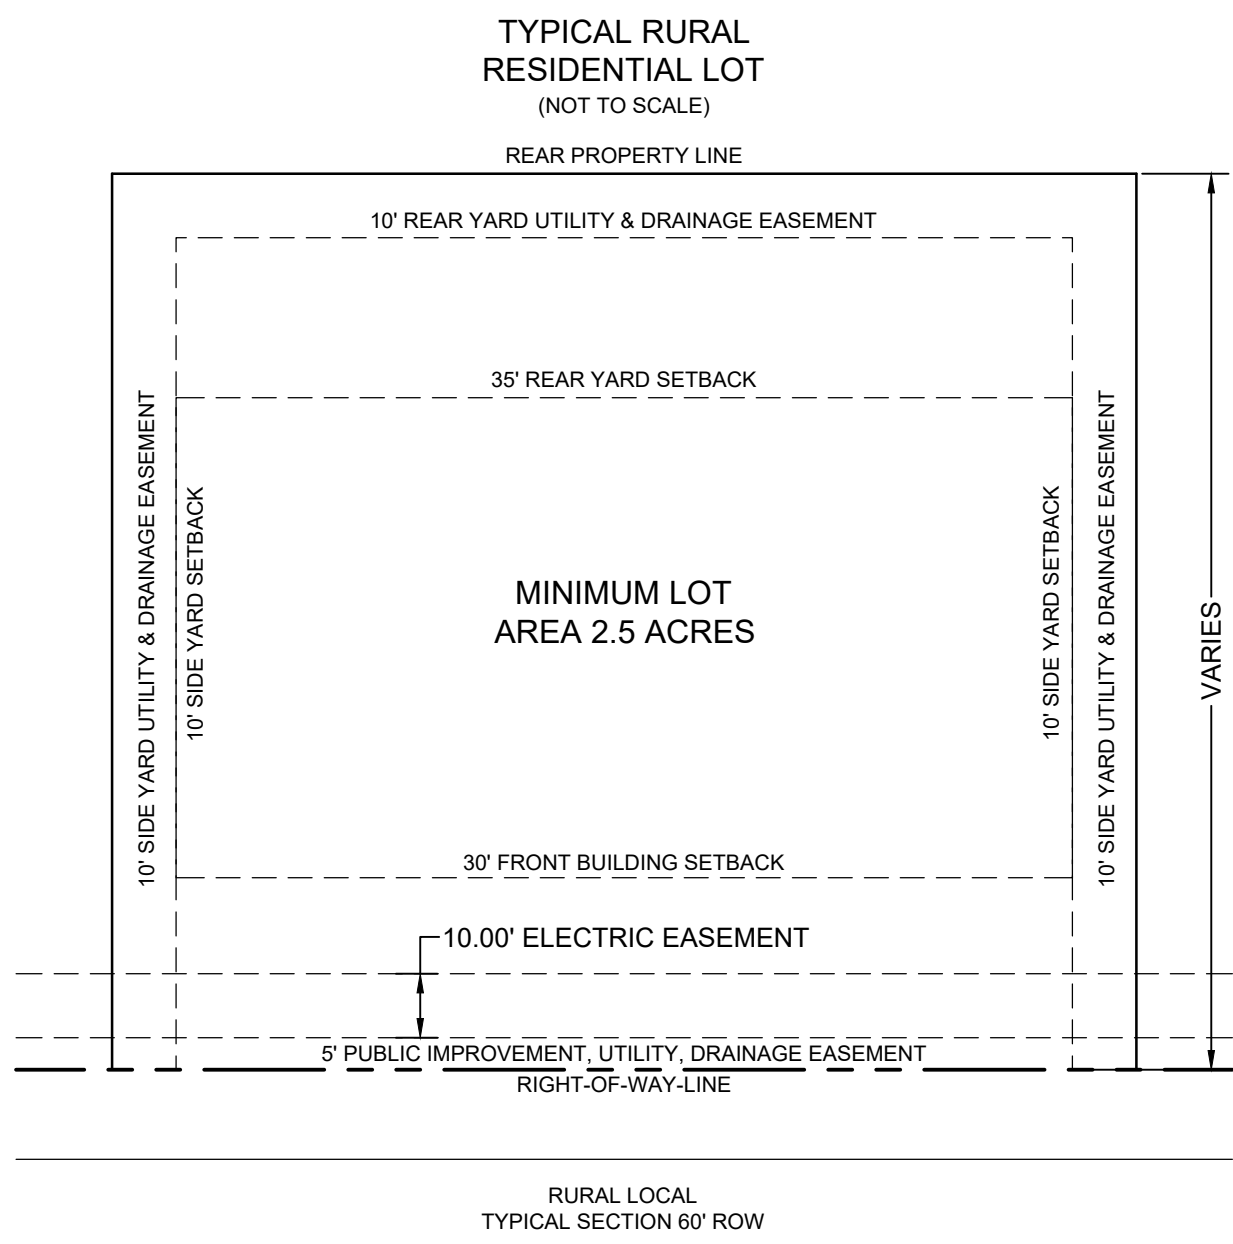 TYPICAL RURAL
RESIDENTIAL LOT
(NOT TO SCALE)
REAR PROPERTY LINE
10' REAR YARD UTILITY & DRAINAGE EASEMENT
35' REAR YARD SETBACK
10' SIDE YARD UTILITY & DRAINAGE EASEMENT
10' SIDE YARD SETBACK
MINIMUM LOT
AREA 2.5 ACRES
10' SIDE YARD SETBACK
10' SIDE YARD UTILITY & DRAINAGE EASEMENT
VARIES
30' FRONT BUILDING SETBACK
10.00' ELECTRIC EASEMENT
5' PUBLIC IMPROVEMENT, UTILITY, DRAINAGE EASEMENT
RIGHT-OF-WAY-LINE
RURAL LOCAL
TYPICAL SECTION 60' ROW